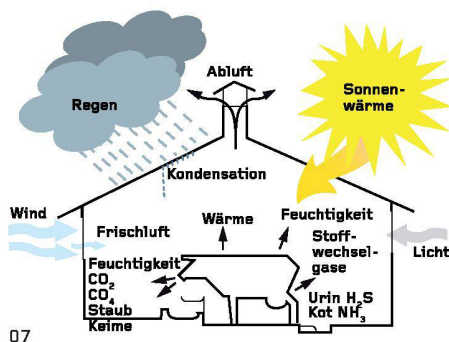 Abluft
Regen
Sonnen-
wärme
Kondensation
Wind
Frischluft
Wärme
Feuchtigkeit
Stoff-
wechsel-
gase
Licht
Feuchtigkeit
CO₂
CO₄
Staub
Keime
Urin H₂S
Kot NH₃
07